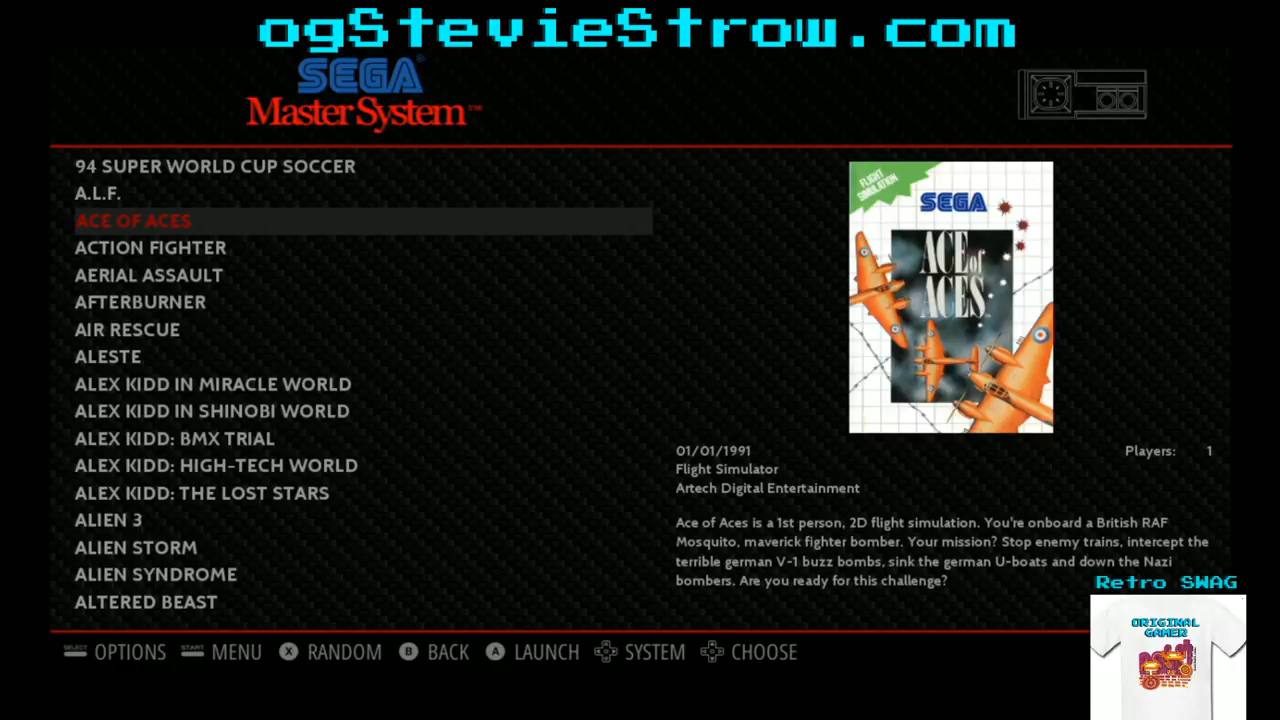 ogStevieStrow.com
SEGA®
Master System™
94 SUPER WORLD CUP SOCCER
A.L.F.
ACE OF ACES
ACTION FIGHTER
AERIAL ASSAULT
AFTERBURNER
AIR RESCUE
ALESTE
ALEX KIDD IN MIRACLE WORLD
ALEX KIDD IN SHINOBI WORLD
ALEX KIDD: BMX TRIAL
ALEX KIDD: HIGH-TECH WORLD
ALEX KIDD: THE LOST STARS
ALIEN 3
ALIEN STORM
ALIEN SYNDROME
ALTERED BEAST
FLIGHT
SIMULATION
SEGA
ACE of
ACES
01/01/1991
Players: 1
Flight Simulator
Artech Digital Entertainment
Ace of Aces is a 1st person, 2D flight simulation. You're onboard a British RAF
Mosquito, maverick fighter bomber. Your mission? Stop enemy trains, intercept the
terrible german V-1 buzz bombs, sink the german U-boats and down the Nazi
bombers. Are you ready for this challenge?
Retro SWAG
ORIGINAL
GAMER
SELECT OPTIONS START MENU X RANDOM B BACK A LAUNCH SYSTEM CHOOSE